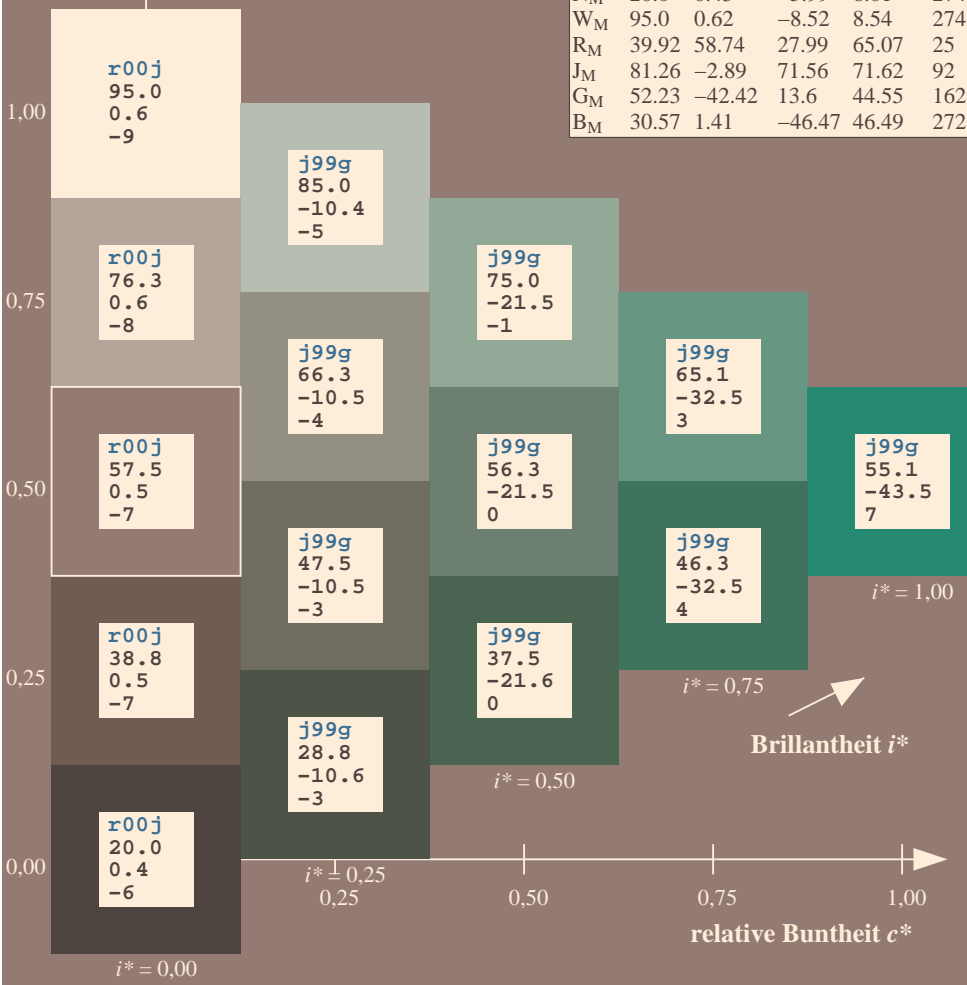 W_M 95.0 0.62 −8.52 8.54 274
R_M 39.92 58.74 27.99 65.07 25
J_M 81.26 −2.89 71.56 71.62 92
G_M 52.23 −42.42 13.6 44.55 162
B_M 30.57 1.41 −46.47 46.49 272
1,00
r00j
95.0
0.6
−9
j99g
85.0
−10.4
−5
0,75
r00j
76.3
0.6
−8
j99g
75.0
−21.5
−1
j99g
66.3
−10.5
−4
j99g
65.1
−32.5
3
0,50
r00j
57.5
0.5
−7
j99g
56.3
−21.5
0
j99g
55.1
−43.5
7
j99g
47.5
−10.5
−3
j99g
46.3
−32.5
4
i* = 1,00
0,25
r00j
38.8
0.5
−7
j99g
37.5
−21.6
0
i* = 0,75
j99g
28.8
−10.6
−3
Brillantheit i*
i* = 0,50
0,00
r00j
20.0
0.4
−6
i* = 0,25
0,25 0,50 0,75 1,00
relative Buntheit c*
i* = 0,00